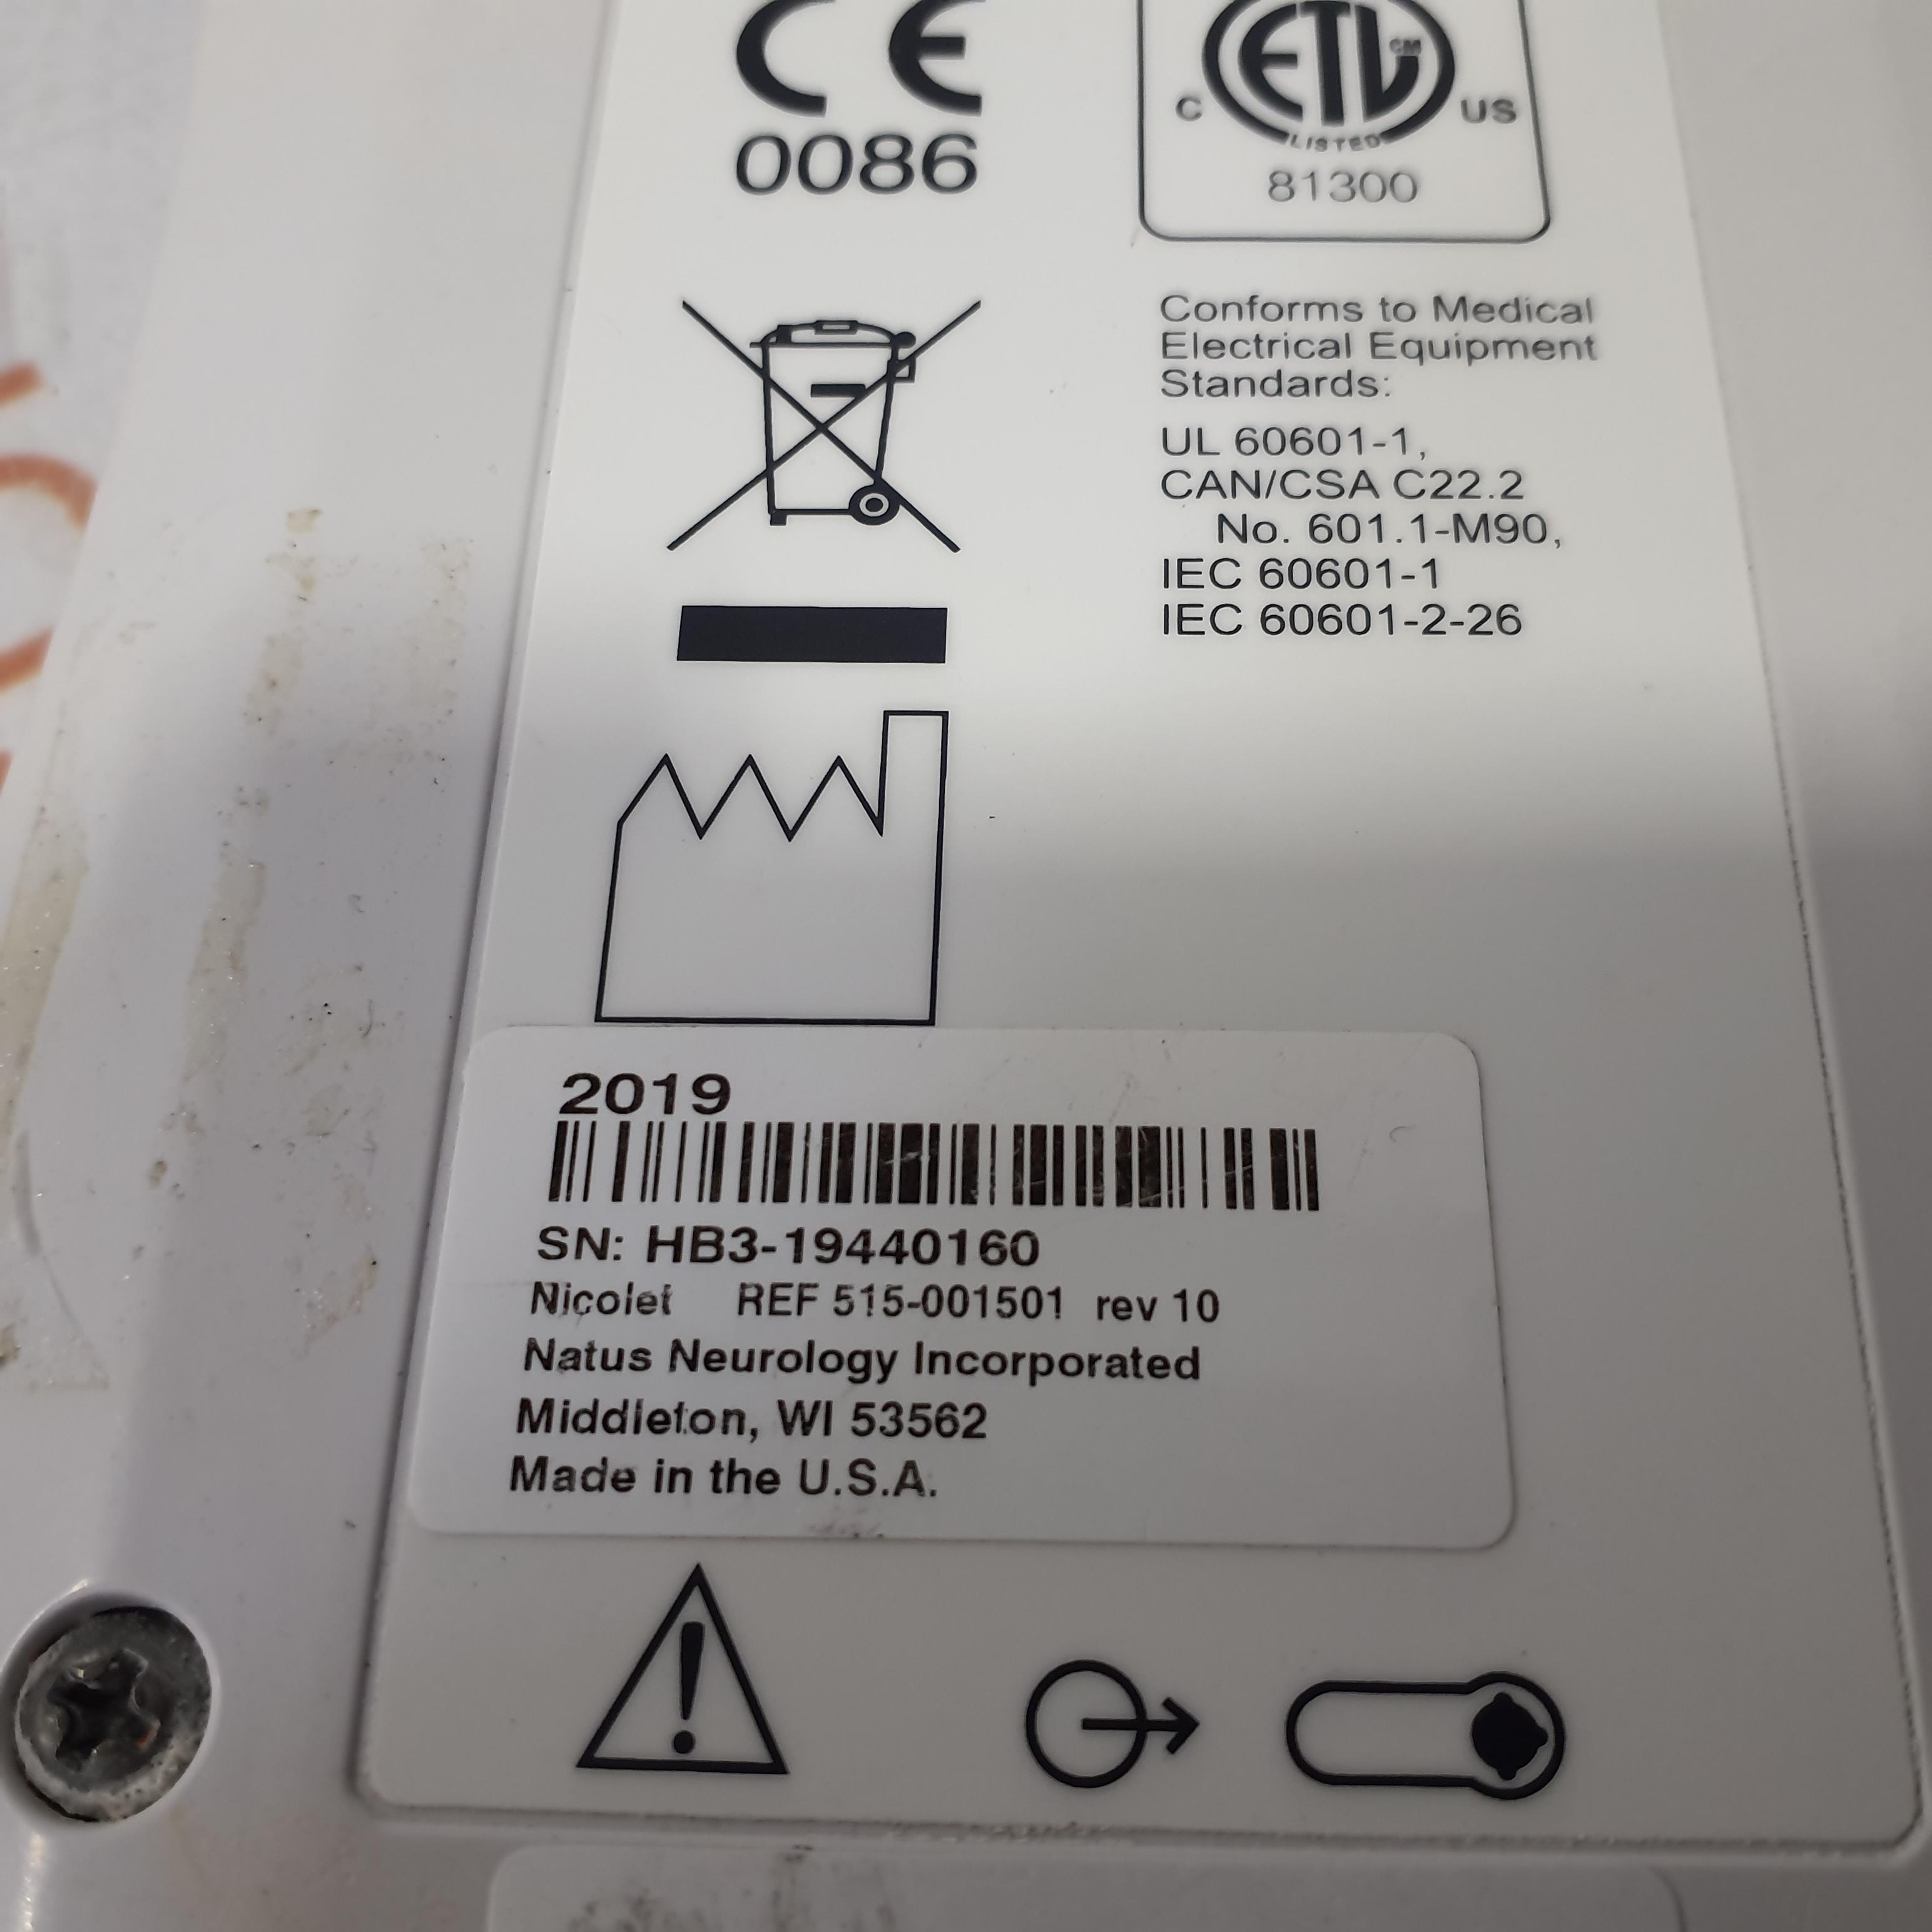 CE
0086
ETL CM
C US
LISTED
81300
Conforms to Medical
Electrical Equipment
Standards:
UL 60601-1,
CAN/CSA C22.2
No. 601.1-M90,
IEC 60601-1
IEC 60601-2-26
2019
SN: HB3-19440160
Nicolet REF 515-001501 rev 10
Natus Neurology Incorporated
Middleton, WI 53562
Made in the U.S.A.